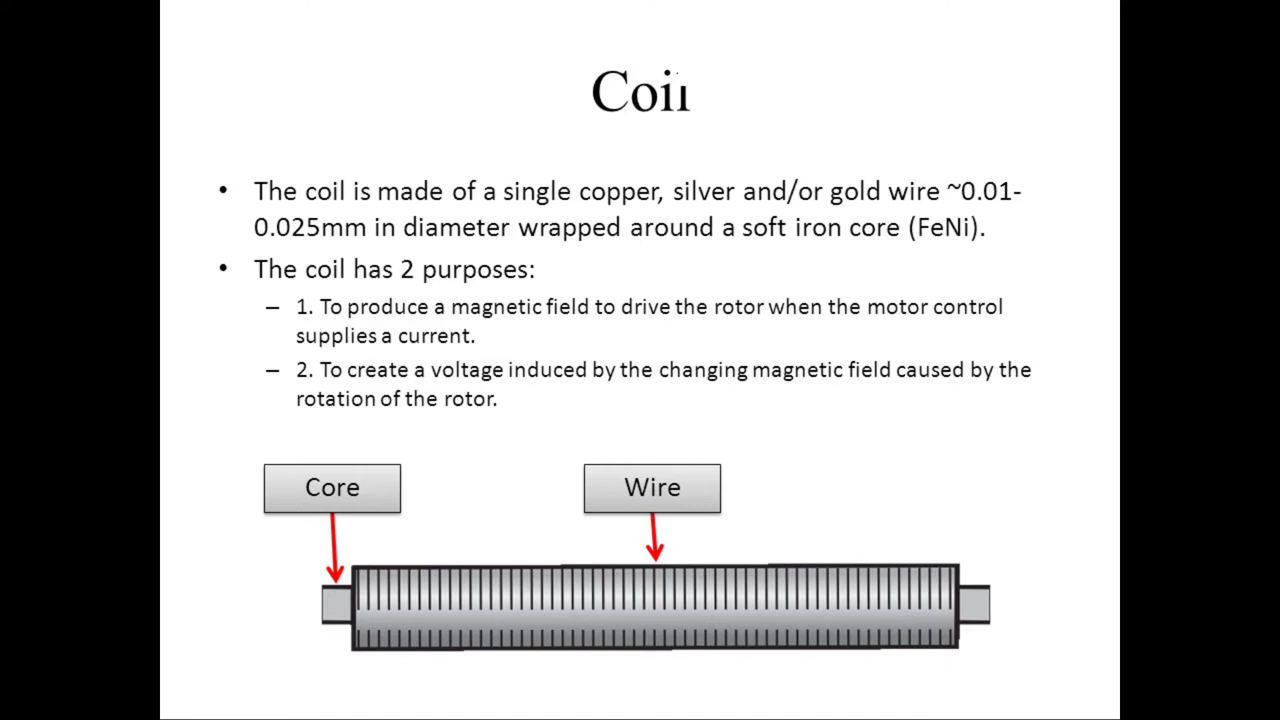 Coil
• The coil is made of a single copper, silver and/or gold wire ~0.01-
0.025mm in diameter wrapped around a soft iron core (FeNi).
• The coil has 2 purposes:
– 1. To produce a magnetic field to drive the rotor when the motor control
supplies a current.
– 2. To create a voltage induced by the changing magnetic field caused by the
rotation of the rotor.
Core
Wire